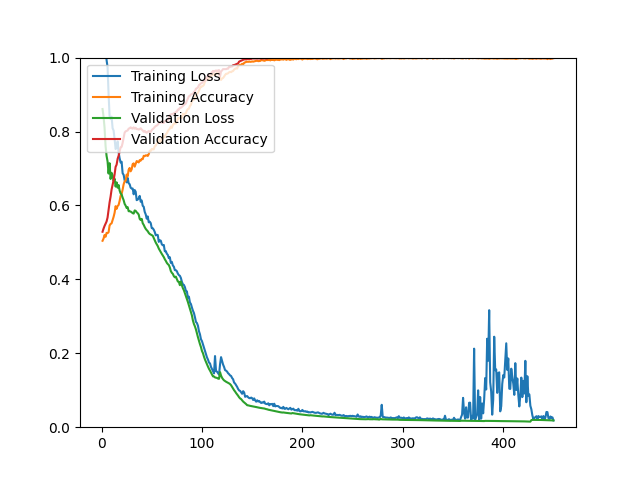 1.0
0.8
0.6
0.4
0.2
0.0
0 100 200 300 400
Training Loss
Training Accuracy
Validation Loss
Validation Accuracy